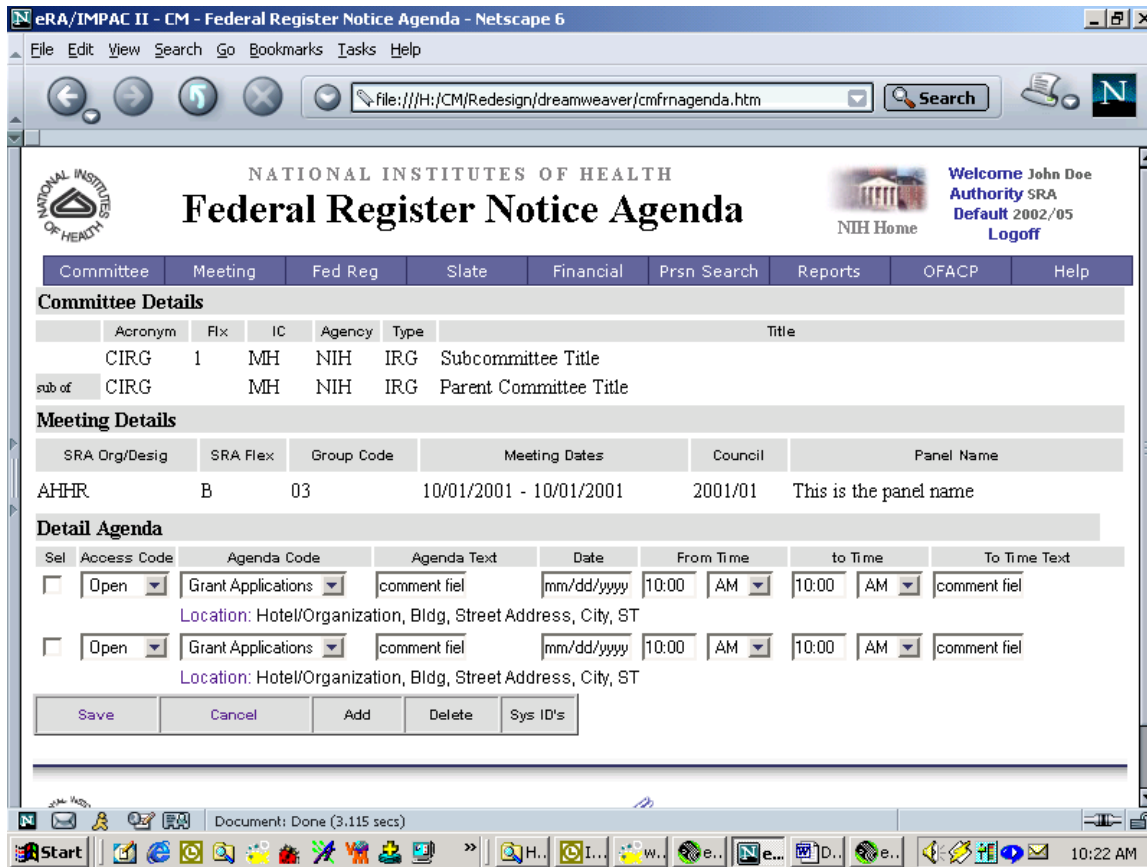 eRA/IMPAC II - CM - Federal Register Notice Agenda - Netscape 6
File Edit View Search Go Bookmarks Tasks Help
file:///H:/CM/Redesign/dreamweaver/cmfrnagenda.htm Search N
NATIONAL INSTITUTES OF HEALTH
NATIONAL INSTITUTES OF HEALTH
Federal Register Notice Agenda
NIH Home
Welcome John Doe
Authority SRA
Default 2002/05
Logoff
Committee Meeting Fed Reg Slate Financial Prsn Search Reports OFACP Help
Committee Details
Acronym Flx IC Agency Type Title
CIRG 1 MH NIH IRG Subcommittee Title
sub of CIRG MH NIH IRG Parent Committee Title
Meeting Details
SRA Org/Desig SRA Flex Group Code Meeting Dates Council Panel Name
AHHR B 03 10/01/2001 - 10/01/2001 2001/01 This is the panel name
Detail Agenda
Sel Access Code Agenda Code Agenda Text Date From Time to Time To Time Text
Open Grant Applications comment fiel mm/dd/yyyy 10:00 AM 10:00 AM comment fiel
Location: Hotel/Organization, Bldg, Street Address, City, ST
Open Grant Applications comment fiel mm/dd/yyyy 10:00 AM 10:00 AM comment fiel
Location: Hotel/Organization, Bldg, Street Address, City, ST
Save Cancel Add Delete Sys ID's
Document: Done (3.115 secs)
Start » H.. I... w.. e.. e... D.. e.. 10:22 AM